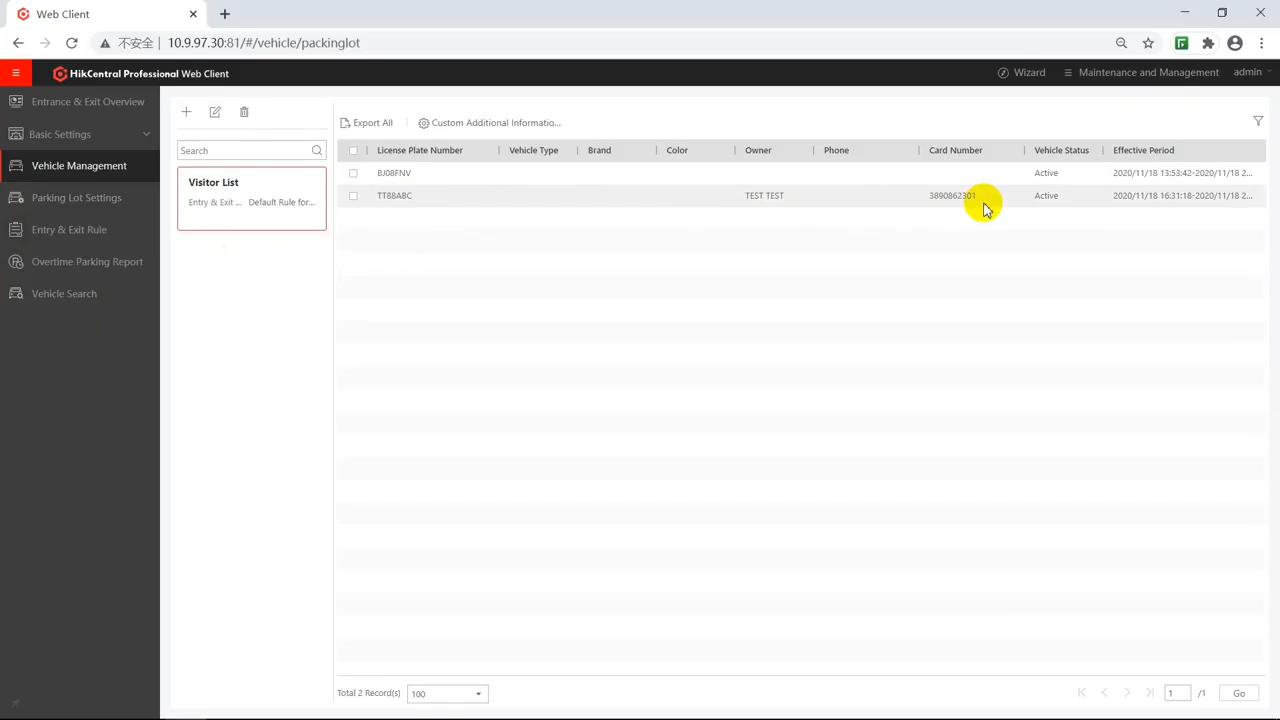 Web Client
不安全 | 10.9.97.30:81/#/vehicle/packinglot
HikCentral Professional Web Client
Wizard
Maintenance and Management
admin
Entrance & Exit Overview
Basic Settings
Vehicle Management
Parking Lot Settings
Entry & Exit Rule
Overtime Parking Report
Vehicle Search
Search
Visitor List
Entry & Exit ... Default Rule for...
Export All
Custom Additional Informatio...
License Plate Number Vehicle Type Brand Color Owner Phone Card Number Vehicle Status Effective Period
BJ08FNV Active 2020/11/18 13:53:42-2020/11/18 2...
TT88ABC TEST TEST 3890862301 Active 2020/11/18 16:31:18-2020/11/18 2...
Total 2 Record(s) 100
1 /1 Go